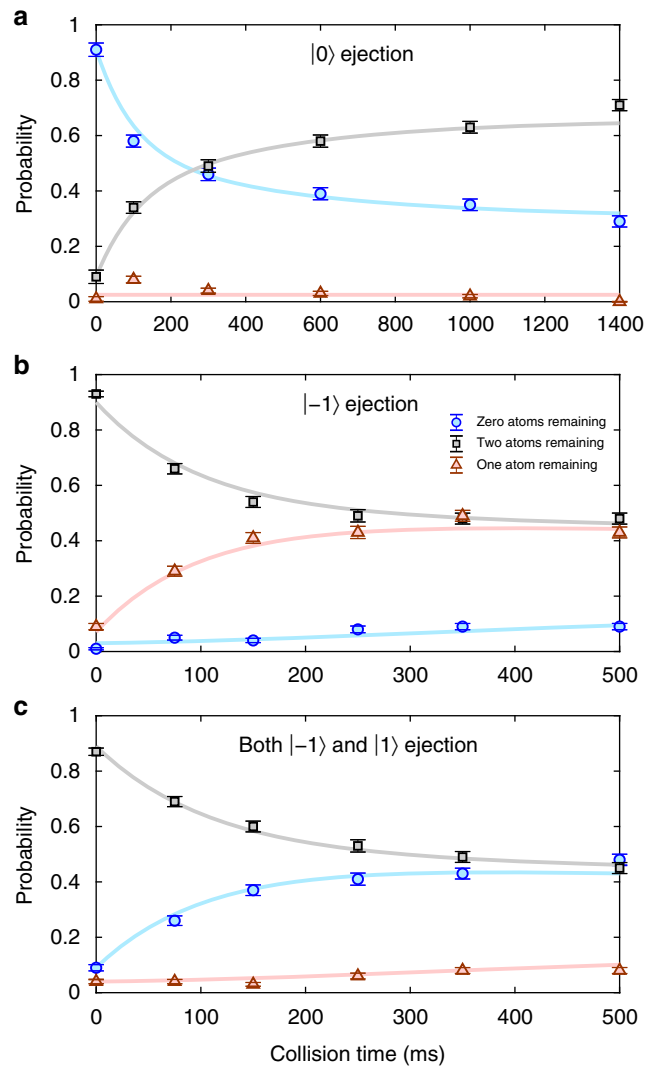 a
|0⟩ ejection
Probability
1
0.8
0.6
0.4
0.2
0
0 200 400 600 800 1000 1200 1400
b
|−1⟩ ejection
Probability
1
0.8
0.6
0.4
0.2
0
Zero atoms remaining
Two atoms remaining
One atom remaining
0 100 200 300 400 500
c
Both |−1⟩ and |1⟩ ejection
Probability
1
0.8
0.6
0.4
0.2
0
0 100 200 300 400 500
Collision time (ms)